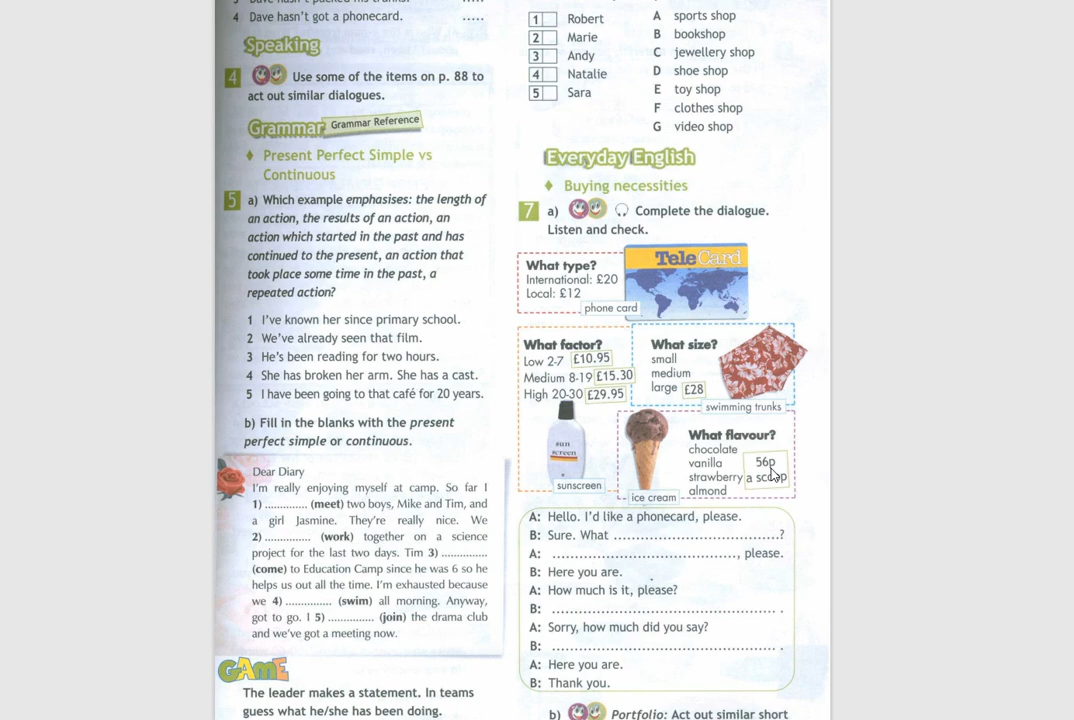 4 Dave hasn't got a phonecard. .....
Speaking
4 Use some of the items on p. 88 to
act out similar dialogues.
Grammar Grammar Reference
♦ Present Perfect Simple vs
Continuous
5 a) Which example emphasises: the length of
an action, the results of an action, an
action which started in the past and has
continued to the present, an action that
took place some time in the past, a
repeated action?
1 I've known her since primary school.
2 We've already seen that film.
3 He's been reading for two hours.
4 She has broken her arm. She has a cast.
5 I have been going to that café for 20 years.
b) Fill in the blanks with the present
perfect simple or continuous.
Dear Diary
I'm really enjoying myself at camp. So far I
1) ............. (meet) two boys, Mike and Tim, and
a girl Jasmine. They're really nice. We
2) .............. (work) together on a science
project for the last two days. Tim 3) ..............
(come) to Education Camp since he was 6 so he
helps us out all the time. I'm exhausted because
we 4) .............. (swim) all morning. Anyway,
got to go. I 5) .............. (join) the drama club
and we've got a meeting now.
GAME
The leader makes a statement. In teams
guess what he/she has been doing.
1 Robert
2 Marie
3 Andy
4 Natalie
5 Sara
A sports shop
B bookshop
C jewellery shop
D shoe shop
E toy shop
F clothes shop
G video shop
Everyday English
♦ Buying necessities
7 a) Complete the dialogue.
Listen and check.
What type?
International: £20
Local: £12
phone card
TeleCard
What factor?
Low 2-7 £10.95
Medium 8-19 £15.30
High 20-30 £29.95
sun
screen
sunscreen
What size?
small
medium
large £28
swimming trunks
What flavour?
chocolate
vanilla
strawberry
almond
56p
a scoop
ice cream
A: Hello. I'd like a phonecard, please.
B: Sure. What ....................................?
A: ........................................, please.
B: Here you are.
A: How much is it, please?
B: .................................................. .
A: Sorry, how much did you say?
B: .................................................. .
A: Here you are.
B: Thank you.
b) Portfolio: Act out similar short